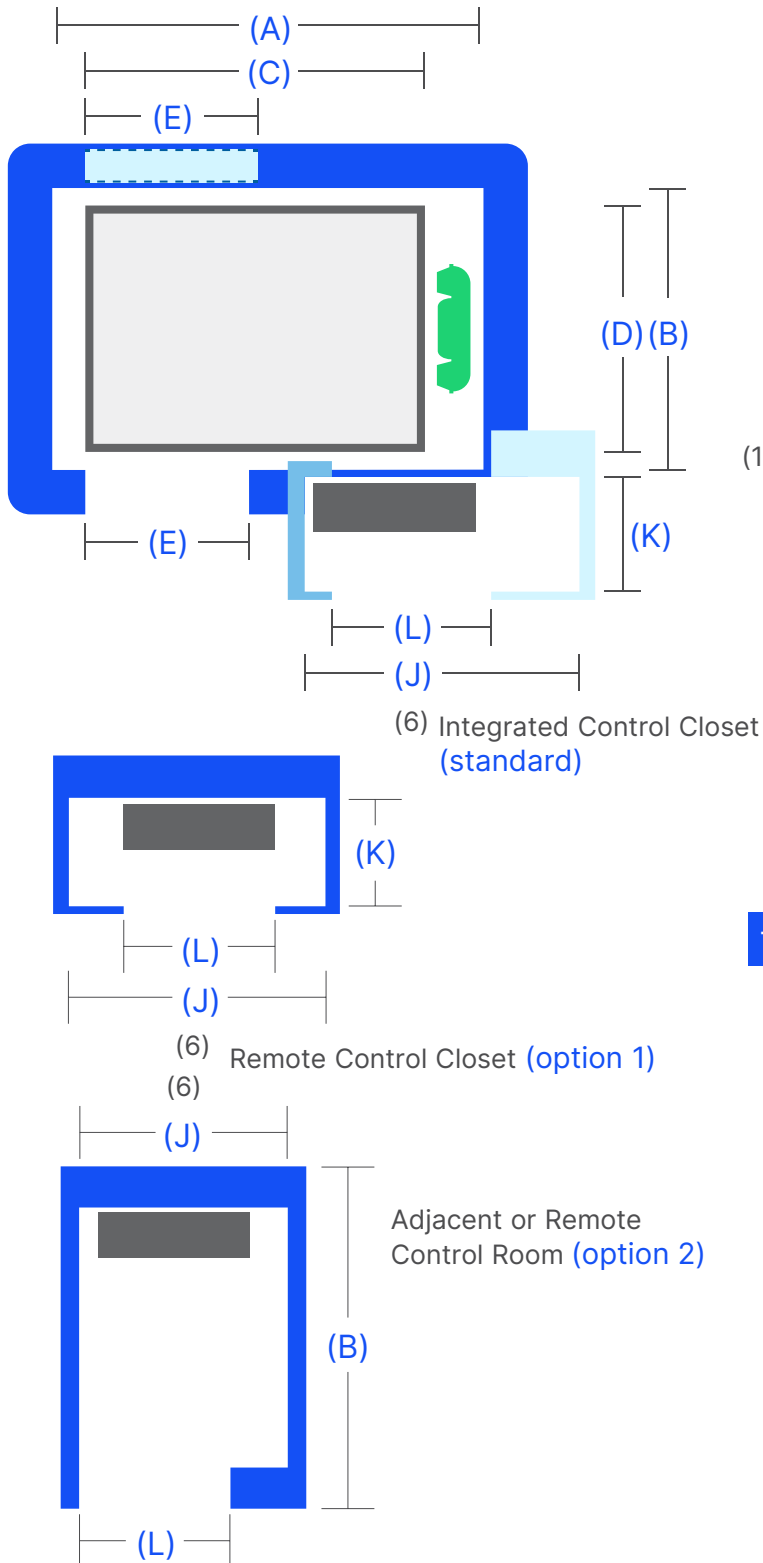 (A)
(C)
(E)
(D) (B)
(1
(E)
(K)
(L)
(J)
(6) Integrated Control Closet
(standard)
(K)
(L)
(J)
(6) Remote Control Closet (option 1)
(6)
(J)
Adjacent or Remote
Control Room (option 2)
(B)
(L)